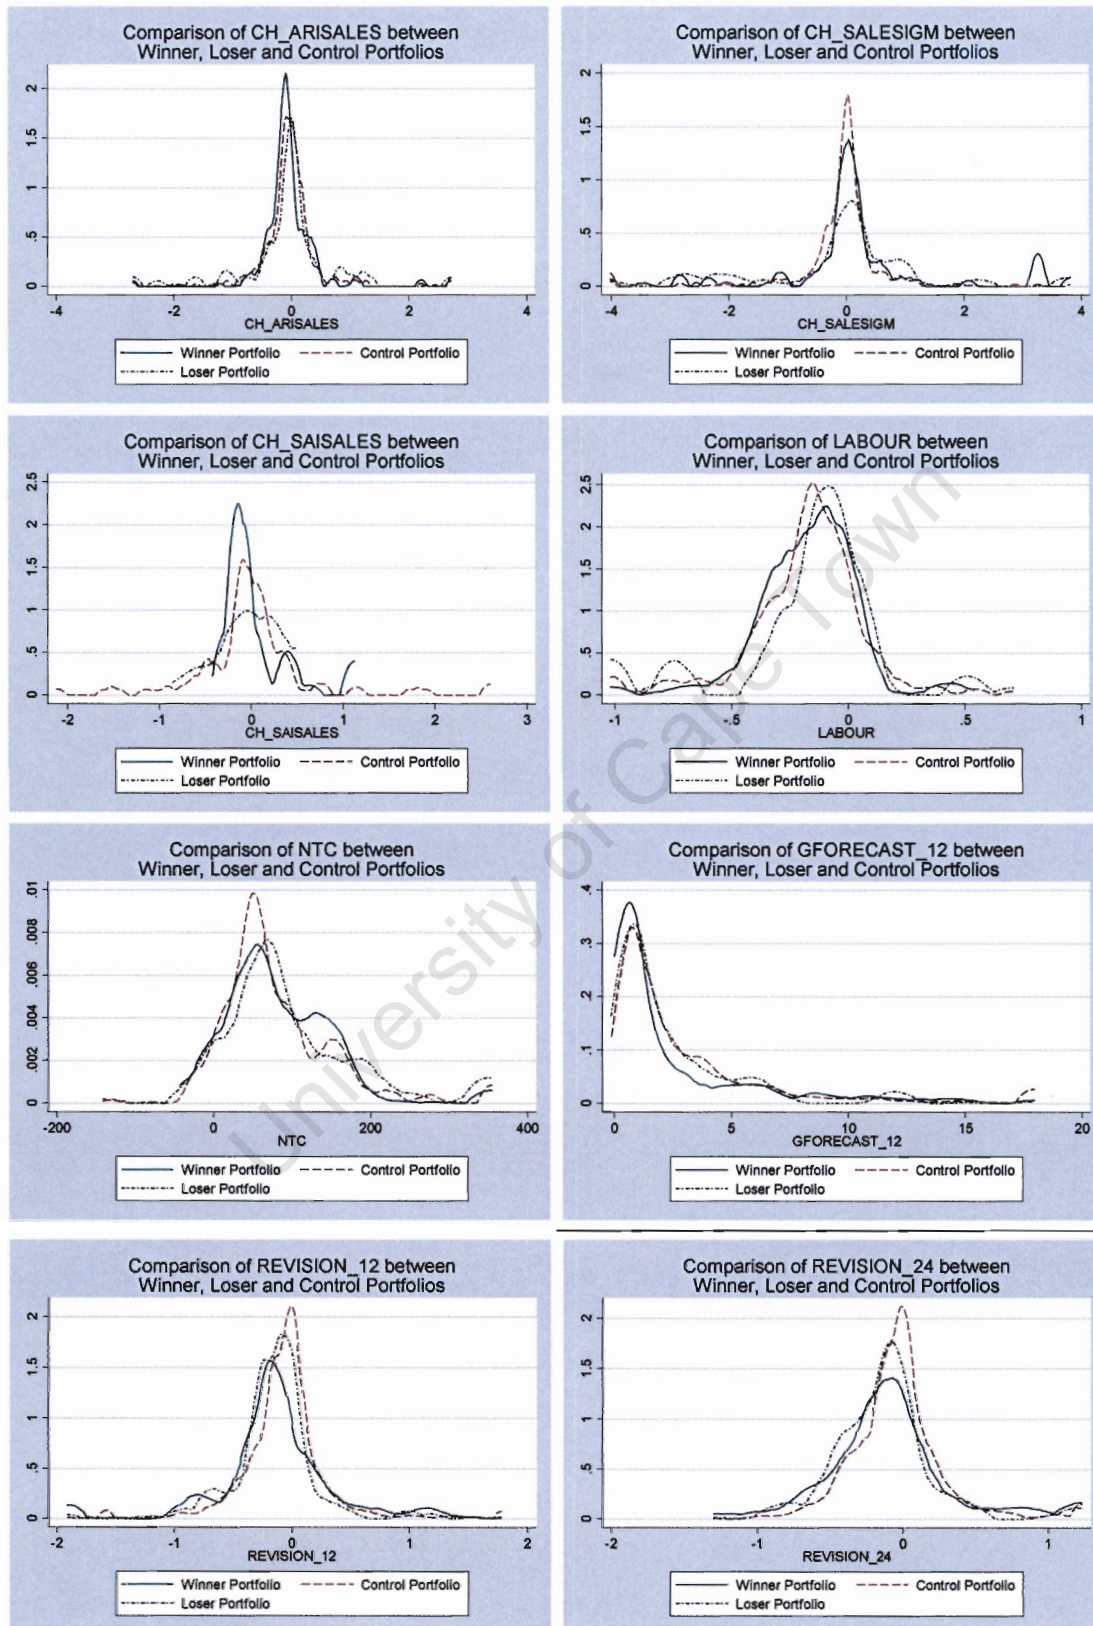 Comparison of CH_ARISALES between
Winner, Loser and Control Portfolios
2
1.5
1
.5
0
-4
-2
0
2
4
CH_ARISALES
Winner Portfolio
Control Portfolio
Loser Portfolio
Comparison of CH_SALESIGM between
Winner, Loser and Control Portfolios
2
1.5
1
.5
0
-4
-2
0
2
4
CH_SALESIGM
Winner Portfolio
Control Portfolio
Loser Portfolio
Comparison of CH_SAISALES between
Winner, Loser and Control Portfolios
2.5
2
1.5
1
.5
0
-2
-1
0
1
2
3
CH_SAISALES
Winner Portfolio
Control Portfolio
Loser Portfolio
Comparison of LABOUR between
Winner, Loser and Control Portfolios
2.5
2
1.5
1
.5
0
-1
-.5
0
.5
1
LABOUR
Winner Portfolio
Control Portfolio
Loser Portfolio
Comparison of NTC between
Winner, Loser and Control Portfolios
.01
.008
.006
.004
.002
0
-200
0
200
400
NTC
Winner Portfolio
Control Portfolio
Loser Portfolio
Comparison of GFORECAST_12 between
Winner, Loser and Control Portfolios
.4
.3
.2
.1
0
0
5
10
15
20
GFORECAST_12
Winner Portfolio
Control Portfolio
Loser Portfolio
Comparison of REVISION_12 between
Winner, Loser and Control Portfolios
2
1.5
1
.5
0
-2
-1
0
1
2
REVISION_12
Winner Portfolio
Control Portfolio
Loser Portfolio
Comparison of REVISION_24 between
Winner, Loser and Control Portfolios
2
1.5
1
.5
0
-2
-1
0
1
REVISION_24
Winner Portfolio
Control Portfolio
Loser Portfolio
University of Cape Town